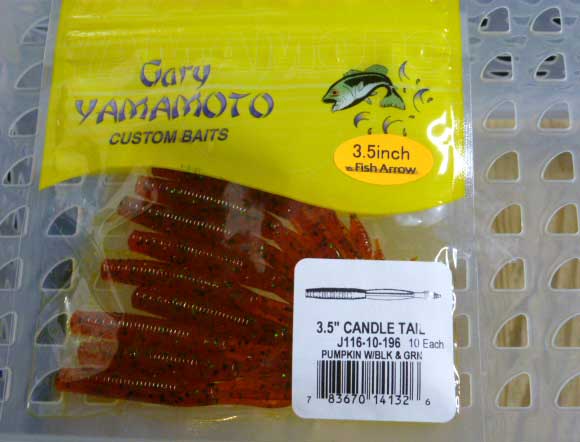 Gary
YAMAMOTO
CUSTOM BAITS
3.5inch
Fish Arrow
3.5" CANDLE TAIL
J116-10-196 10 Each
PUMPKIN W/BLK & GRN
7 83670 14132 6